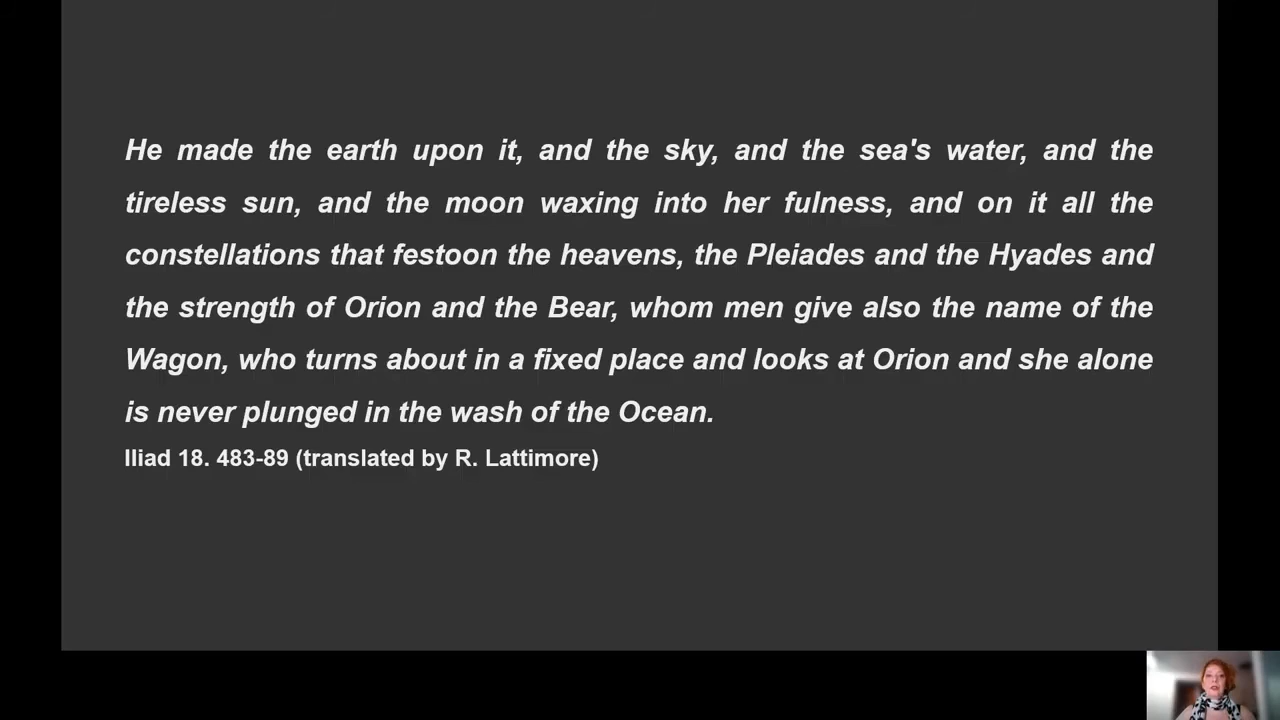 He made the earth upon it, and the sky, and the sea's water, and the
tireless sun, and the moon waxing into her fulness, and on it all the
constellations that festoon the heavens, the Pleiades and the Hyades and
the strength of Orion and the Bear, whom men give also the name of the
Wagon, who turns about in a fixed place and looks at Orion and she alone
is never plunged in the wash of the Ocean.
Iliad 18. 483-89 (translated by R. Lattimore)